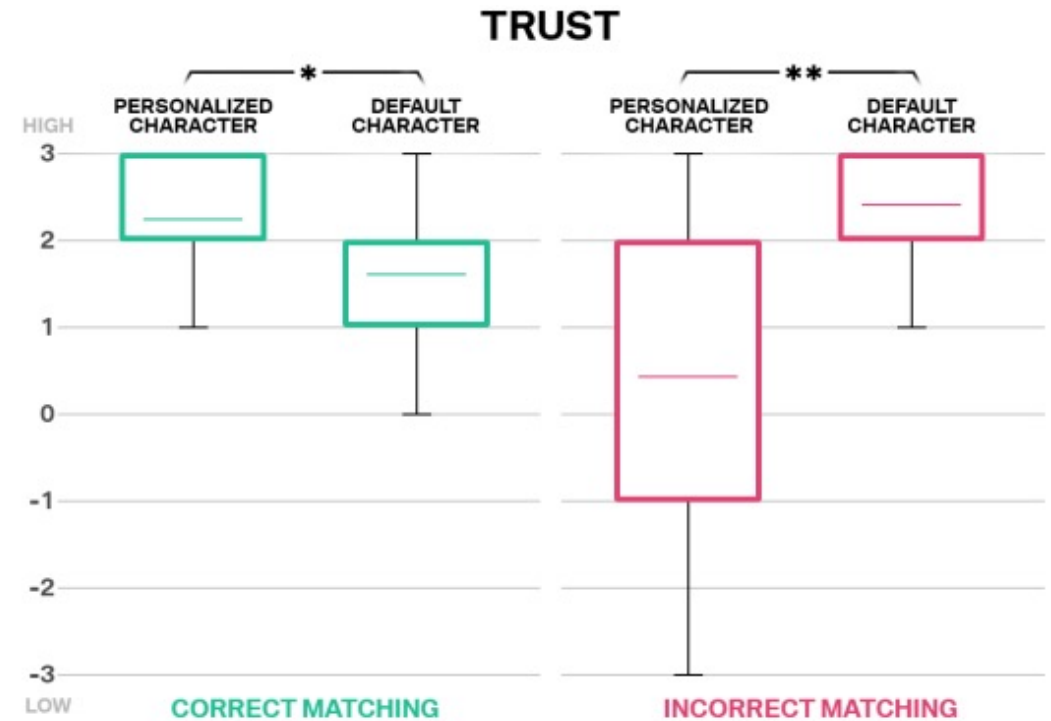 TRUST
* **
PERSONALIZED DEFAULT PERSONALIZED DEFAULT
CHARACTER CHARACTER CHARACTER CHARACTER
HIGH
3
2
1
0
-1
-2
-3
LOW
CORRECT MATCHING INCORRECT MATCHING